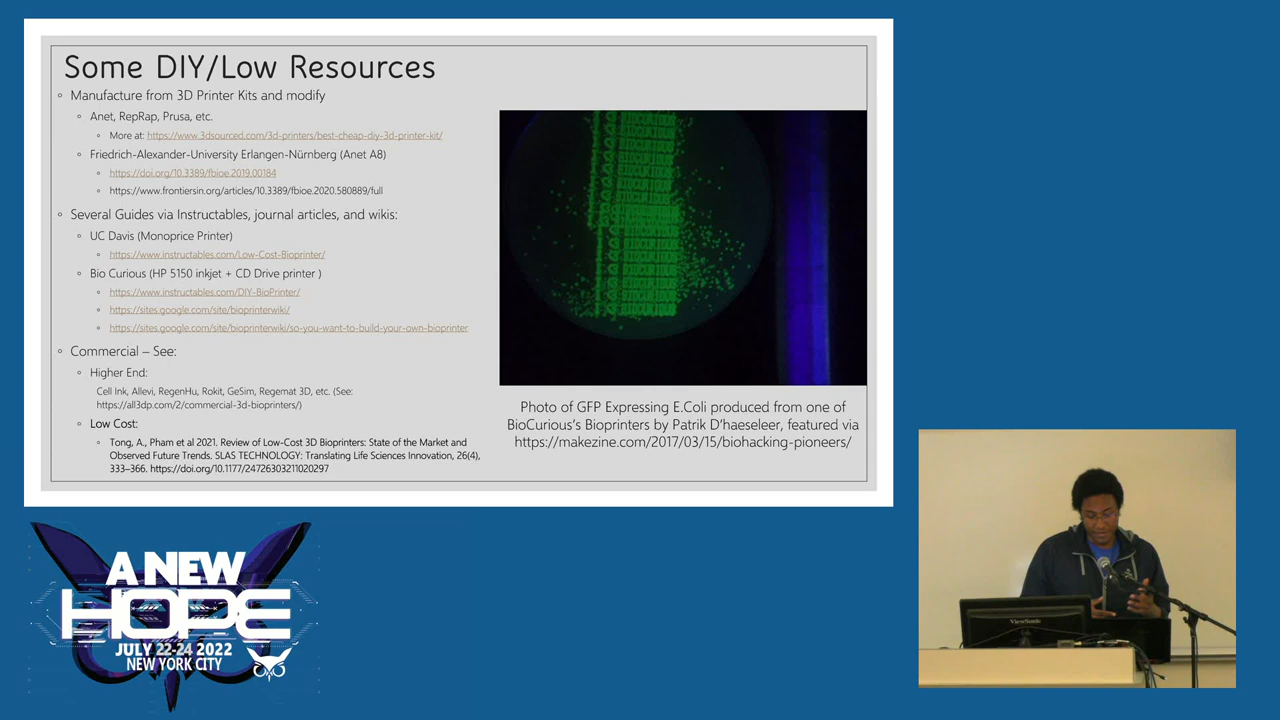 Some DIY/Low Resources
Manufacture from 3D Printer Kits and modify
Anet, RepRap, Prusa, etc.
More at: https://www.3dsourced.com/3d-printers/best-cheap-diy-3d-printer-kit/
Friedrich-Alexander-University Erlangen-Nürnberg (Anet A8)
https://doi.org/10.3389/fbioe.2019.00184
https://www.frontiersin.org/articles/10.3389/fbioe.2020.580889/full
Several Guides via Instructables, journal articles, and wikis:
UC Davis (Monoprice Printer)
https://www.instructables.com/Low-Cost-Bioprinter/
Bio Curious (HP 5150 inkjet + CD Drive printer )
https://www.instructables.com/DIY-BioPrinter/
https://sites.google.com/site/bioprinterwiki/
https://sites.google.com/site/bioprinterwiki/so-you-want-to-build-your-own-bioprinter
Commercial – See:
Higher End:
Cell Ink, Allevi, RegenHu, Rokit, GeSim, Regemat 3D, etc. (See:
https://all3dp.com/2/commercial-3d-bioprinters/)
Low Cost:
Tong, A., Pham et al 2021. Review of Low-Cost 3D Bioprinters: State of the Market and
Observed Future Trends. SLAS TECHNOLOGY: Translating Life Sciences Innovation, 26(4),
333–366. https://doi.org/10.1177/24726303211020297
Photo of GFP Expressing E.Coli produced from one of
BioCurious's Bioprinters by Patrik D'haeseleer, featured via
https://makezine.com/2017/03/15/biohacking-pioneers/
A NEW
HOPE
JULY 22-24 2022
NEW YORK CITY
ViewSonic